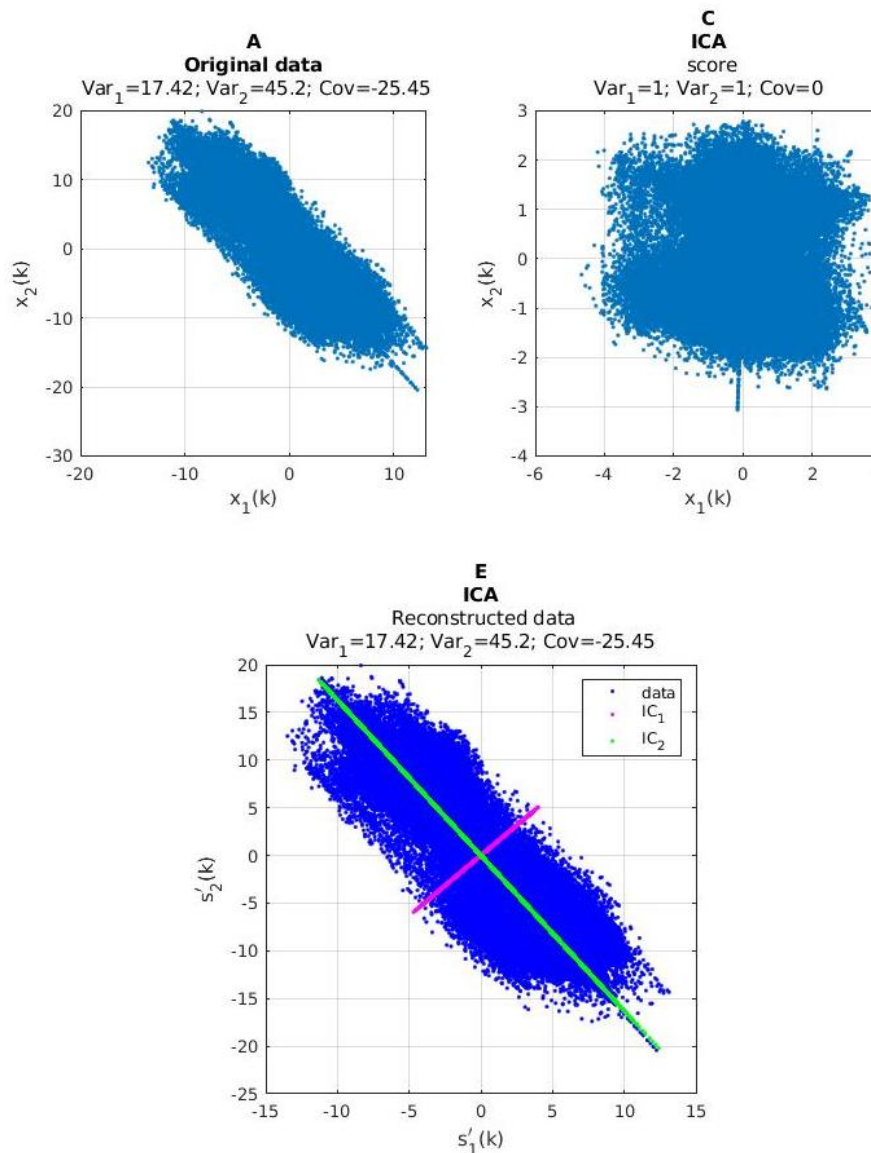 A
Original data
Var₁=17.42; Var₂=45.2; Cov=-25.45
20
10
0
-10
-20
-30
x₂(k)
-20
-10
0
10
x₁(k)
C
ICA
score
Var₁=1; Var₂=1; Cov=0
3
2
1
0
-1
-2
-3
-4
x₂(k)
-6
-4
-2
0
2
x₁(k)
E
ICA
Reconstructed data
Var₁=17.42; Var₂=45.2; Cov=-25.45
20
15
10
5
0
-5
-10
-15
-20
-25
s′₂(k)
data
IC₁
IC₂
-15
-10
-5
0
5
10
15
s′₁(k)